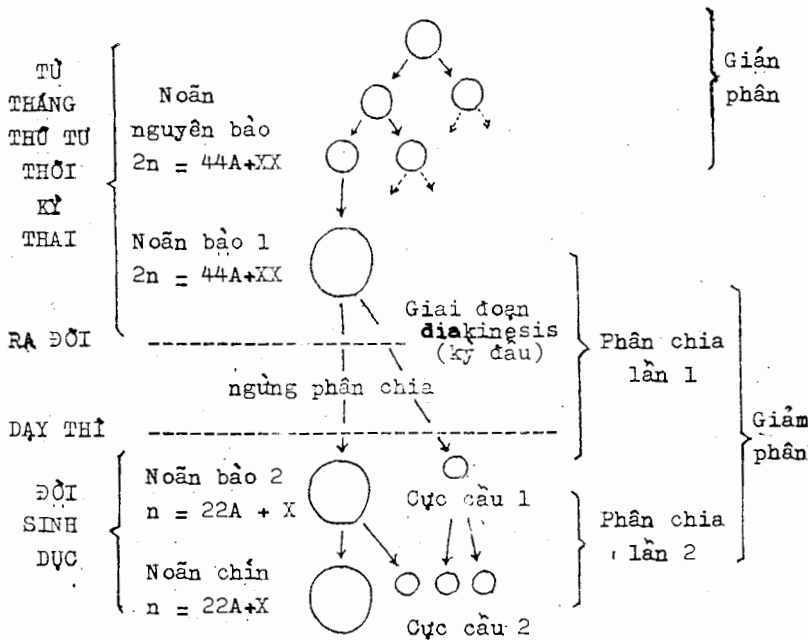 TỪ
THÁNG
THỨ TƯ
THỜI
KỲ
THAI
Noãn
nguyên bào
2n = 44A+XX
Gián
phân
Noãn bào 1
2n = 44A+XX
Giai đoạn
diakinesis
(kỳ đầu)
RA ĐỜI
Phân chia
lần 1
ngừng phân chia
DẠY THÌ
Giảm
phân
ĐỜI
SINH
DỤC
Noãn bào 2
n = 22A + X
Cực cầu 1
Phân chia
lần 2
Noãn chín
n = 22A+X
Cực cầu 2